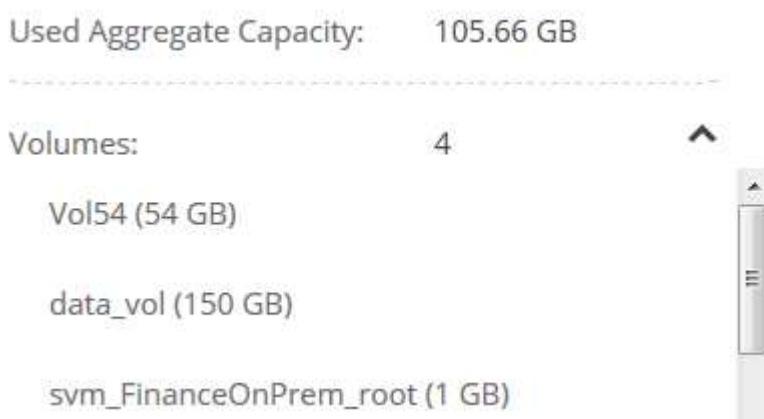 Used Aggregate Capacity: 105.66 GB
Volumes: 4
Vol54 (54 GB)
data_vol (150 GB)
svm_FinanceOnPrem_root (1 GB)